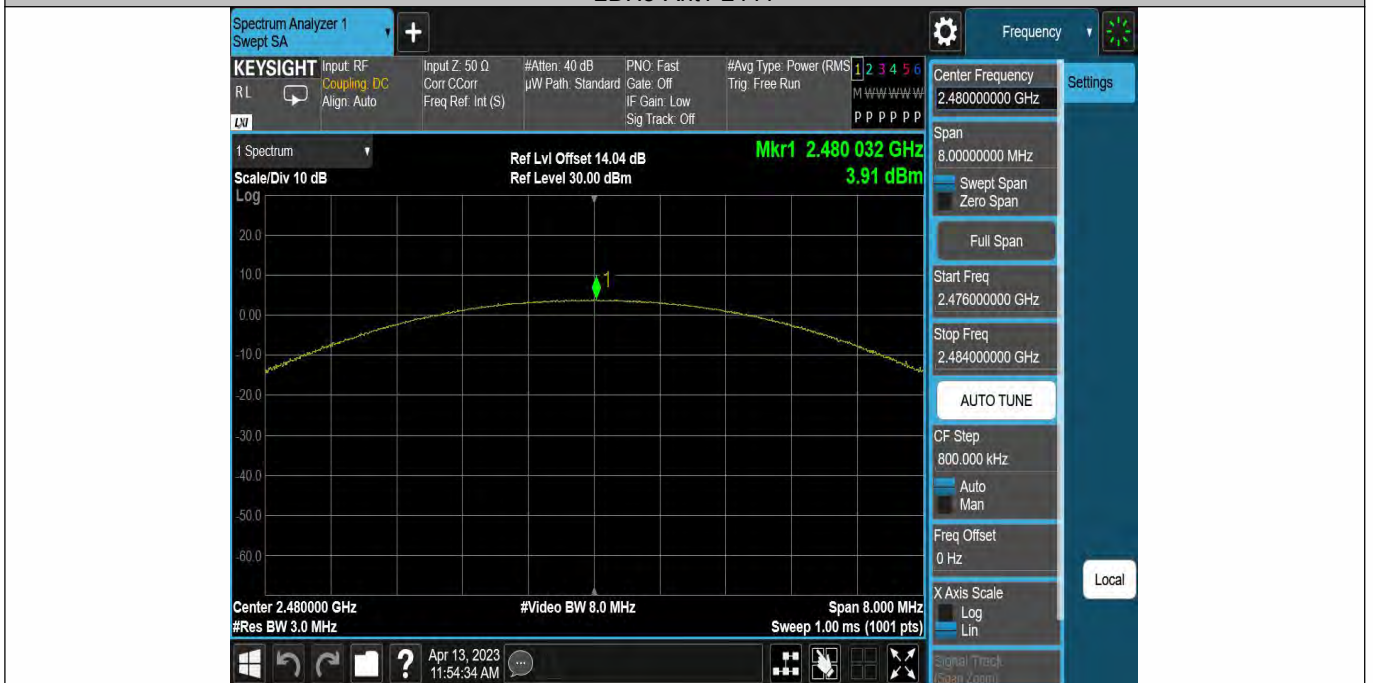 Spectrum Analyzer 1
Swept SA
+
Frequency
KEYSIGHT
RL
LXI
Input: RF
Coupling: DC
Align: Auto
Input Z: 50 Ω
Corr CCorr
Freq Ref: Int (S)
#Atten: 40 dB
µW Path: Standard
PNO: Fast
Gate: Off
IF Gain: Low
Sig Track: Off
#Avg Type: Power (RMS
Trig: Free Run
1 2 3 4 5 6
M W W W W W
P P P P P P
Center Frequency
2.480000000 GHz
Settings
Span
8.00000000 MHz
Swept Span
Zero Span
Full Span
Start Freq
2.476000000 GHz
Stop Freq
2.484000000 GHz
AUTO TUNE
CF Step
800.000 kHz
Auto
Man
Freq Offset
0 Hz
X Axis Scale
Log
Lin
Signal Track
(Span Zoom)
Local
1 Spectrum
Scale/Div 10 dB
Log
Ref Lvl Offset 14.04 dB
Ref Level 30.00 dBm
Mkr1 2.480 032 GHz
3.91 dBm
20.0
10.0
1
0.00
-10.0
-20.0
-30.0
-40.0
-50.0
-60.0
Center 2.480000 GHz
#Res BW 3.0 MHz
#Video BW 8.0 MHz
Span 8.000 MHz
Sweep 1.00 ms (1001 pts)
?
Apr 13, 2023
11:54:34 AM